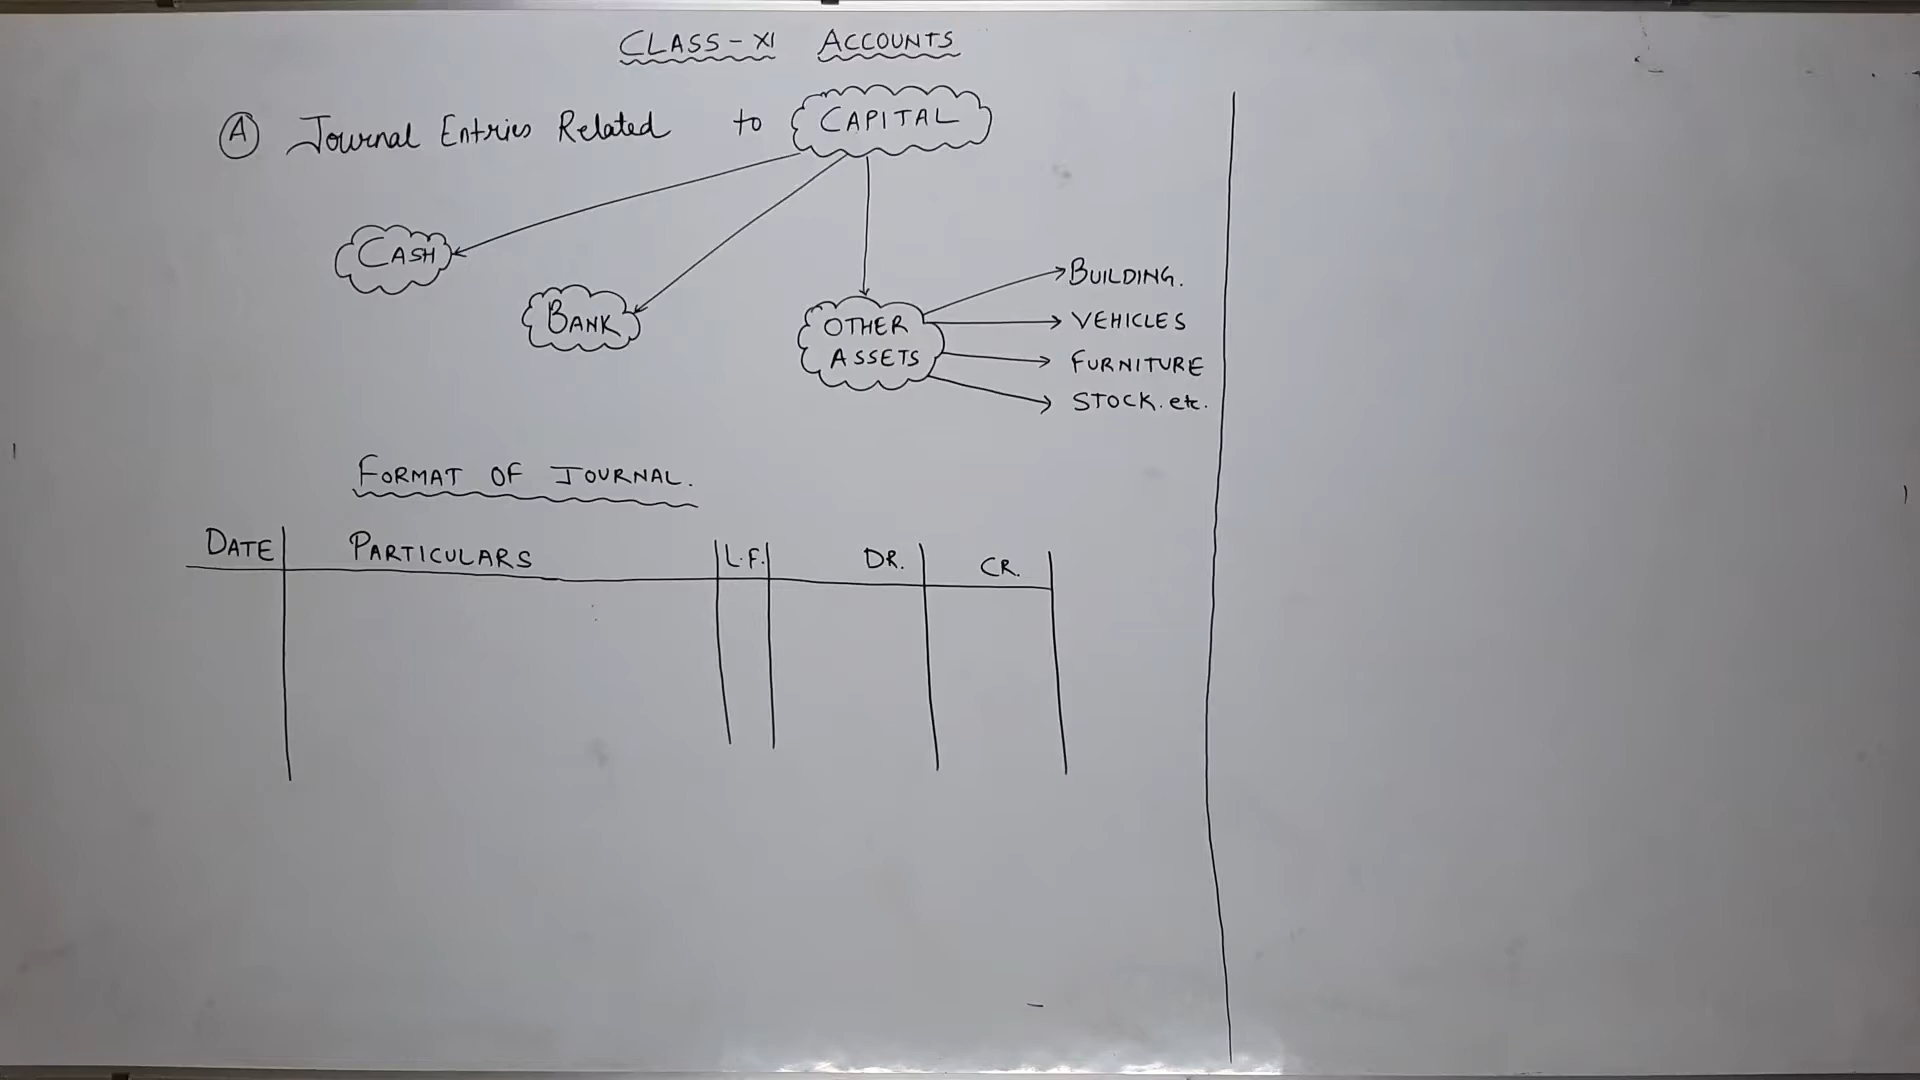 CLASS-XI ACCOUNTS
(A) Journal Entries Related to CAPITAL
CASH
BANK
OTHER
ASSETS
BUILDING.
VEHICLES
FURNITURE
STOCK. etc.
FORMAT OF JOURNAL.
DATE PARTICULARS L.F. DR. CR.